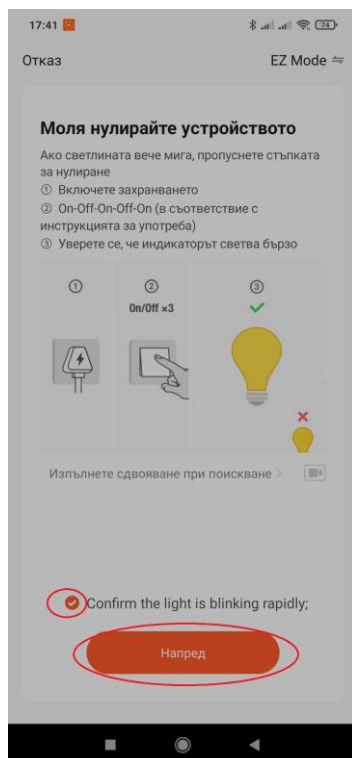 17:41 74
Отказ EZ Mode
Моля нулирайте устройството
Ако светлината вече мига, пропуснете стъпката
за нулиране
① Включете захранването
② On-Off-On-Off-On (в съответствие с
инструкцията за употреба)
③ Уверете се, че индикаторът светва бързо
① ② ③
On/Off ×3
Изпълнете сдвояване при поискване >
Confirm the light is blinking rapidly;
Напред